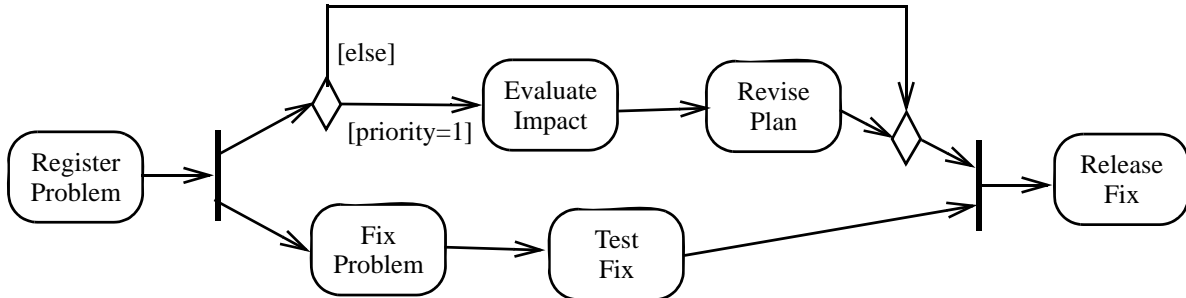 [else]
Evaluate
Impact
Revise
Plan
[priority=1]
Register
Problem
Release
Fix
Fix
Problem
Test
Fix